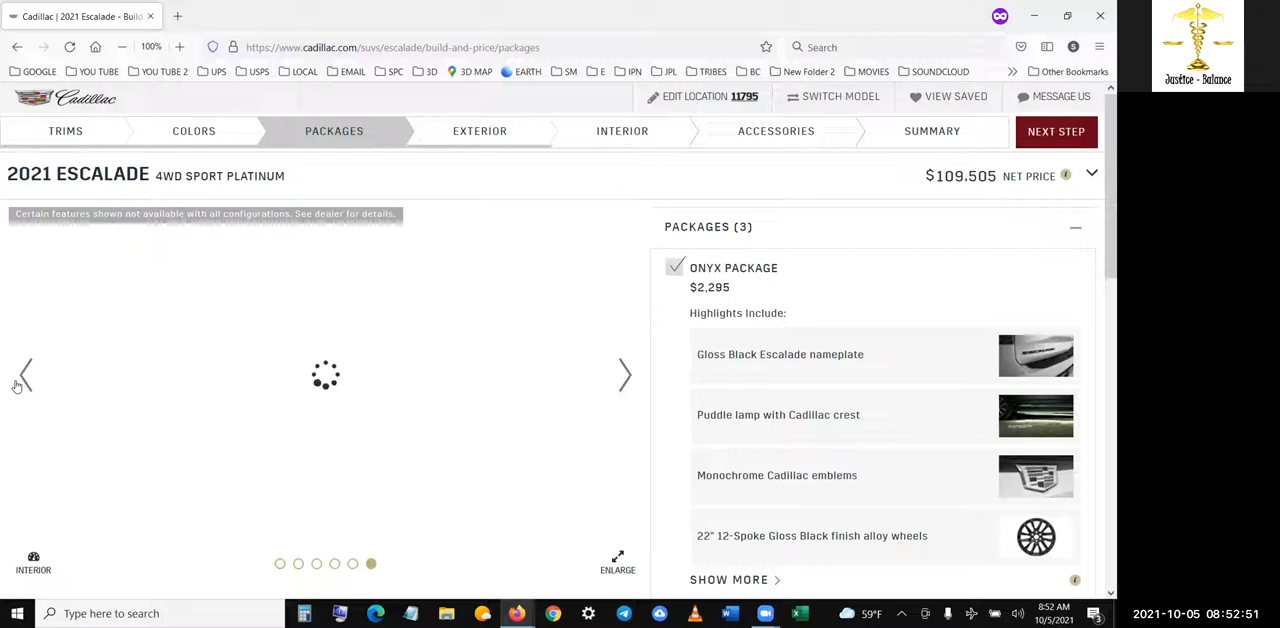 Cadillac | 2021 Escalade - Build
100%
https://www.cadillac.com/suvs/escalade/build-and-price/packages
Search
GOOGLE YOU TUBE YOU TUBE 2 UPS USPS LOCAL EMAIL SPC 3D 3D MAP EARTH SM E IPN JPL TRIBES BC New Folder 2 MOVIES SOUNDCLOUD Other Bookmarks
Cadillac
EDIT LOCATION 11795 SWITCH MODEL VIEW SAVED MESSAGE US
TRIMS COLORS PACKAGES EXTERIOR INTERIOR ACCESSORIES SUMMARY NEXT STEP
2021 ESCALADE 4WD SPORT PLATINUM
$109,505 NET PRICE
Certain features shown not available with all configurations. See dealer for details.
PACKAGES (3)
ONYX PACKAGE
$2,295
Highlights Include:
Gloss Black Escalade nameplate
Puddle lamp with Cadillac crest
Monochrome Cadillac emblems
22" 12-Spoke Gloss Black finish alloy wheels
SHOW MORE
INTERIOR
ENLARGE
Type here to search
59°F
8:52 AM
10/5/2021
3
Justice - Balance
2021-10-05 08:52:51